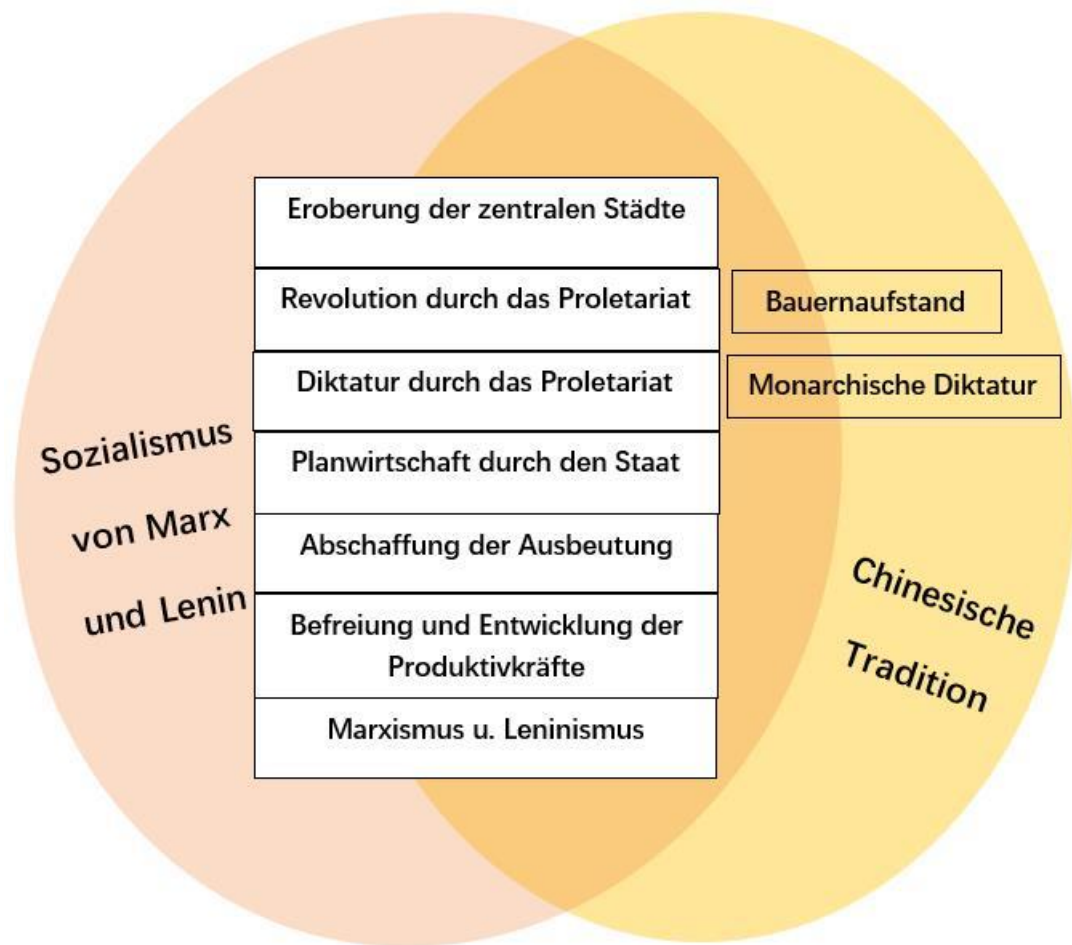 Eroberung der zentralen Städte
Revolution durch das Proletariat
Bauernaufstand
Diktatur durch das Proletariat
Monarchische Diktatur
Sozialismus
von Marx
und Lenin
Planwirtschaft durch den Staat
Abschaffung der Ausbeutung
Befreiung und Entwicklung der
Produktivkräfte
Marxismus u. Leninismus
Chinesische
Tradition